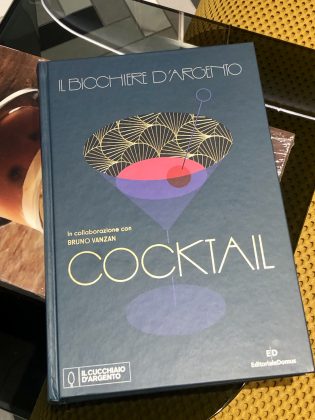 IL BICCHIERE D'ARGENTO
In collaborazione con
BRUNO VANZAN
COCKTAIL
IL CUCCHIAIO
D'ARGENTO
ED
EditorialeDomus